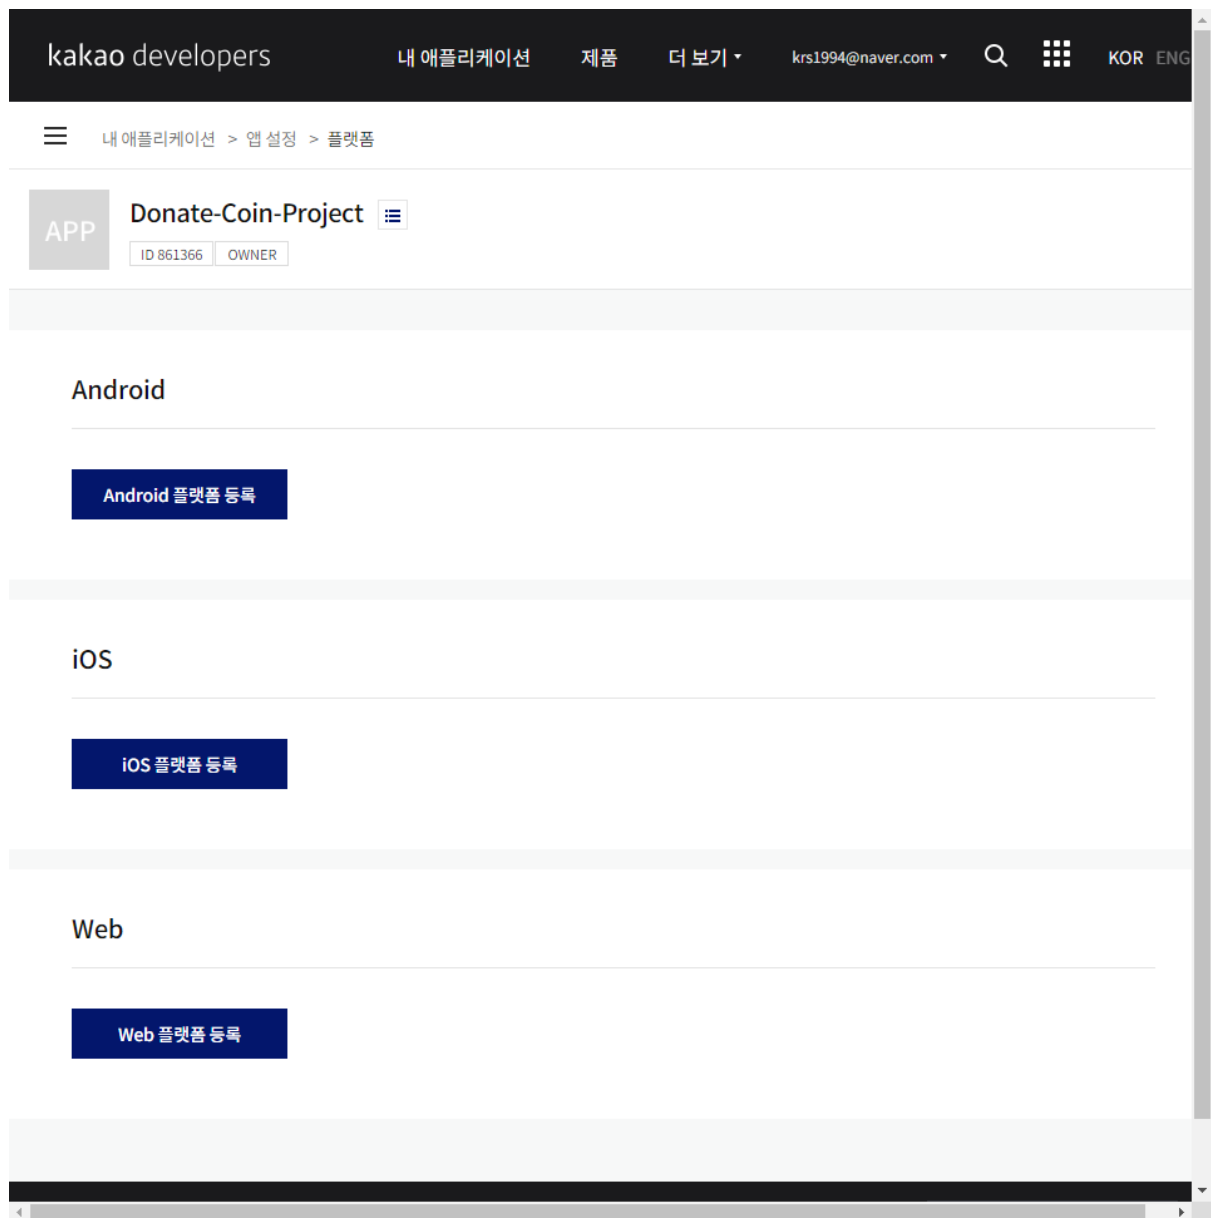 kakao developers 내 애플리케이션 제품 더 보기 krs1994@naver.com KOR ENG
내 애플리케이션 > 앱 설정 > 플랫폼
APP
Donate-Coin-Project
ID 861366 OWNER
Android
Android 플랫폼 등록
iOS
iOS 플랫폼 등록
Web
Web 플랫폼 등록